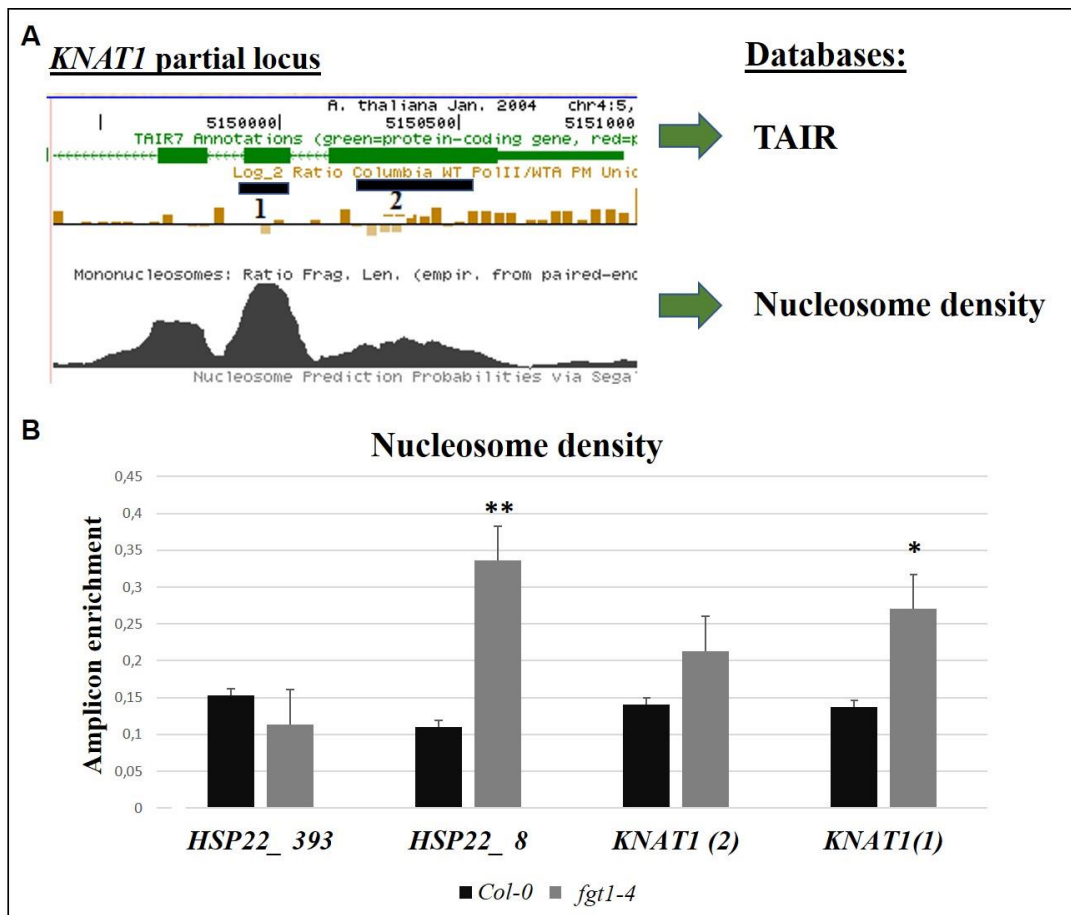 A
KNAT1 partial locus
Databases:
A. thaliana Jan. 2004 chr4:5,
5150000 5150500 5151000
TAIR7 Annotations (green=protein-coding gene, red=p
TAIR
Log_2 Ratio Columbia WT PolII/WTA PM Unic
1 2
Mononucleosomes: Ratio Frag. Len. (empir. from paired-end
Nucleosome density
Nucleosome Prediction Probabilities via Segal
B
Nucleosome density
Amplicon enrichment
0,45
0,4
0,35
0,3
0,25
0,2
0,15
0,1
0,05
0
**
*
HSP22_ 393 HSP22_ 8 KNAT1 (2) KNAT1(1)
Col-0 fgt1-4